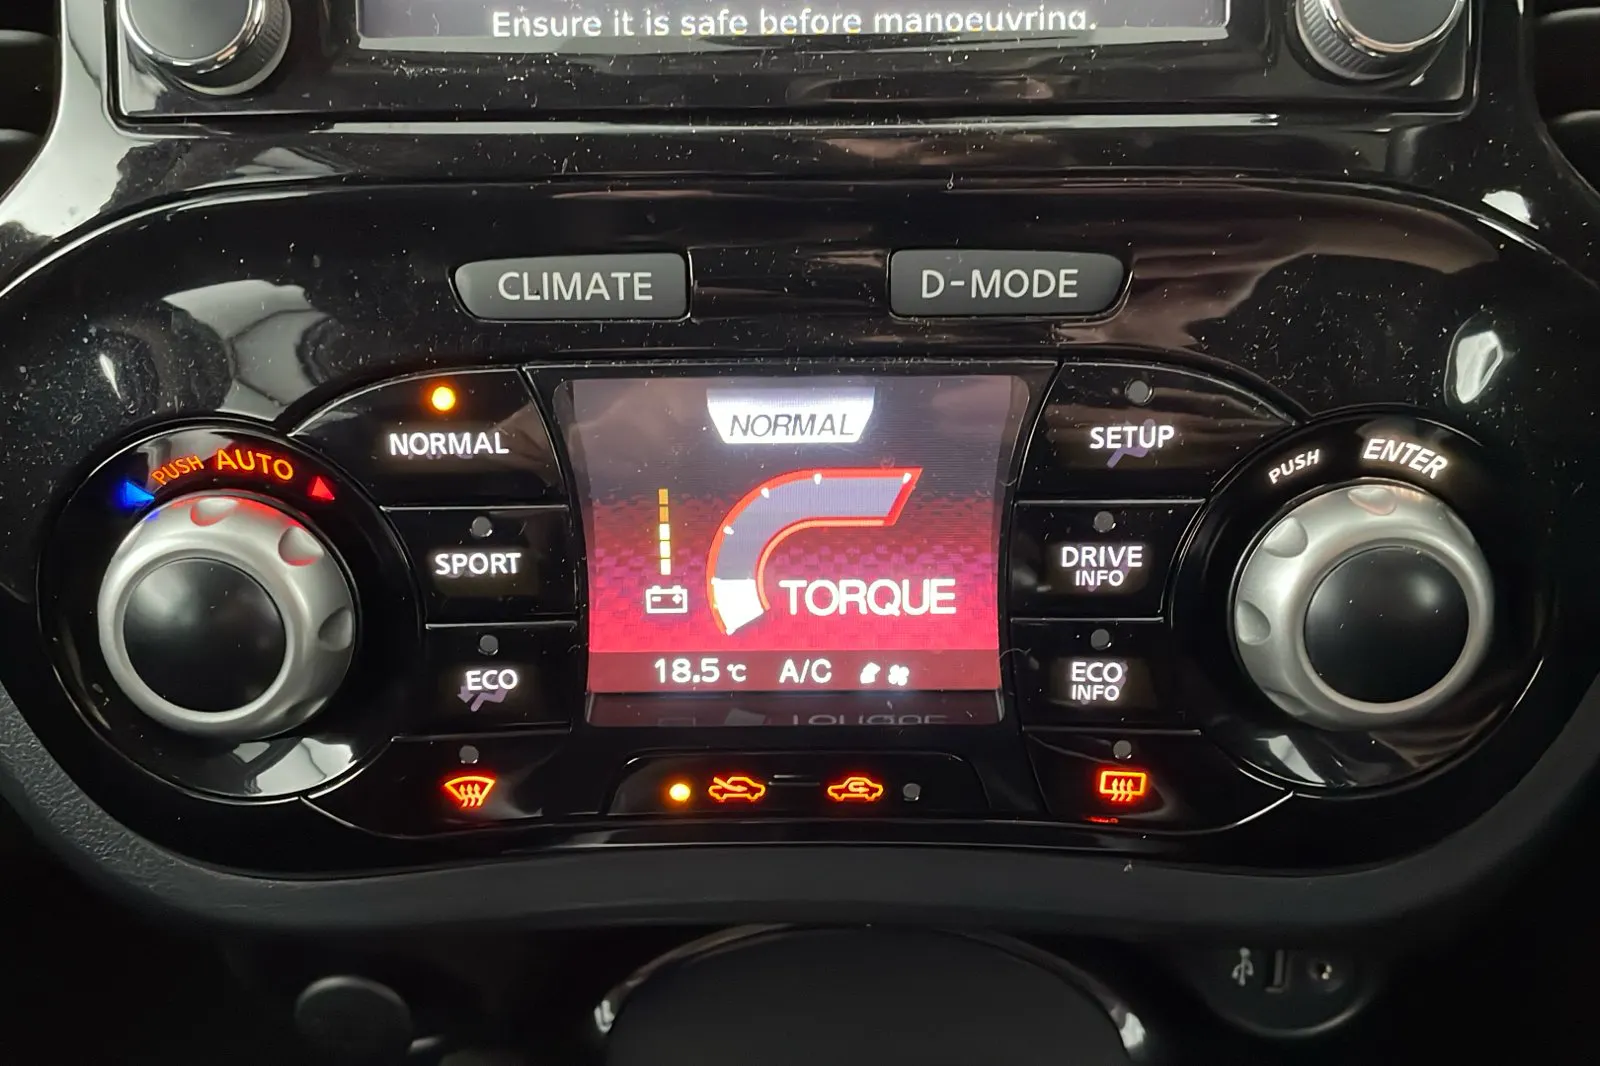 Ensure it is safe before manoeuvring.
CLIMATE
D-MODE
NORMAL
NORMAL
SETUP
PUSH AUTO
PUSH ENTER
SPORT
DRIVE
INFO
TORQUE
ECO
ECO
INFO
18.5°C A/C